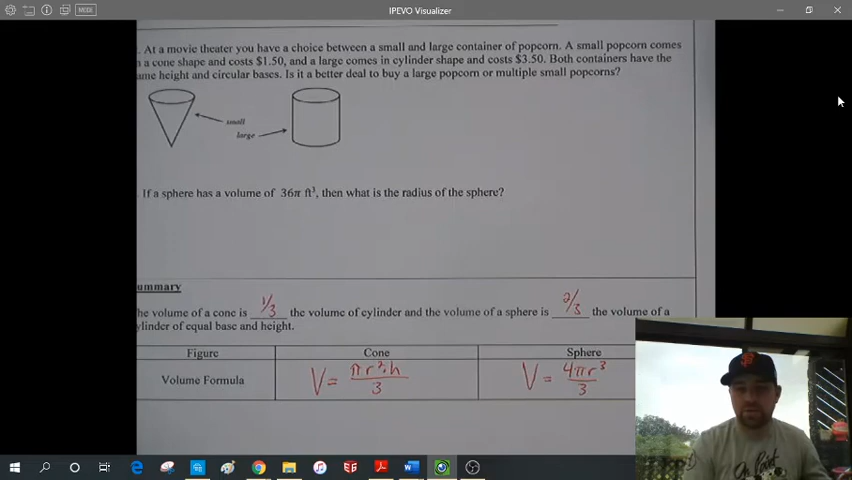 IPEVO Visualizer
MODE
. At a movie theater you have a choice between a small and large container of popcorn. A small popcorn comes
a cone shape and costs $1.50, and a large comes in cylinder shape and costs $3.50. Both containers have the
ame height and circular bases. Is it a better deal to buy a large popcorn or multiple small popcorns?
small
large
. If a sphere has a volume of 36π ft³, then what is the radius of the sphere?
ummary
he volume of a cone is 1/3 the volume of cylinder and the volume of a sphere is 2/3 the volume of a
ylinder of equal base and height.
Figure Cone Sphere
Volume Formula V = πr²·h/3 V = 4πr³/3